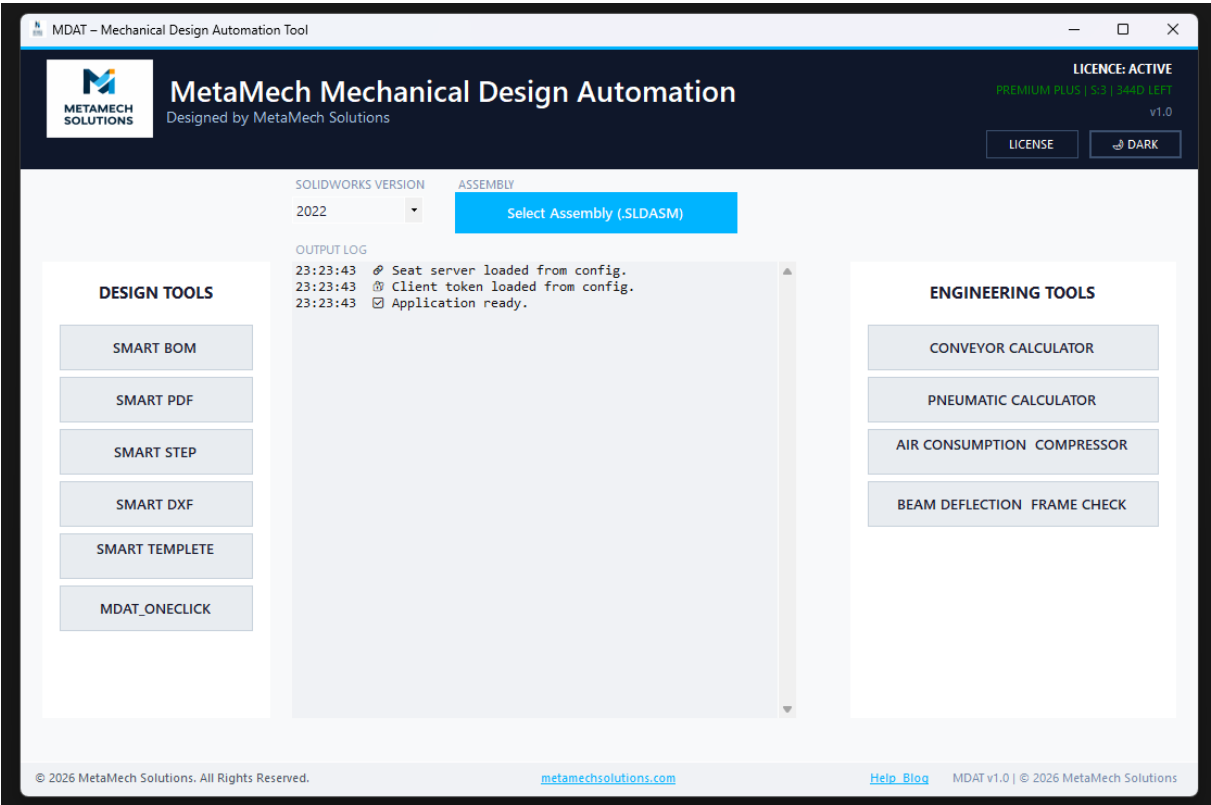 MDAT – Mechanical Design Automation Tool
METAMECH
SOLUTIONS
MetaMech Mechanical Design Automation
Designed by MetaMech Solutions
LICENCE: ACTIVE
PREMIUM PLUS | S:3 | 344D LEFT
v1.0
LICENSE
DARK
SOLIDWORKS VERSION
ASSEMBLY
2022
Select Assembly (.SLDASM)
OUTPUT LOG
23:23:43 Seat server loaded from config.
23:23:43 Client token loaded from config.
23:23:43 Application ready.
DESIGN TOOLS
SMART BOM
SMART PDF
SMART STEP
SMART DXF
SMART TEMPLETE
MDAT_ONECLICK
ENGINEERING TOOLS
CONVEYOR CALCULATOR
PNEUMATIC CALCULATOR
AIR CONSUMPTION COMPRESSOR
BEAM DEFLECTION FRAME CHECK
© 2026 MetaMech Solutions. All Rights Reserved.
metamechsolutions.com
Help Blog
MDAT v1.0 | © 2026 MetaMech Solutions